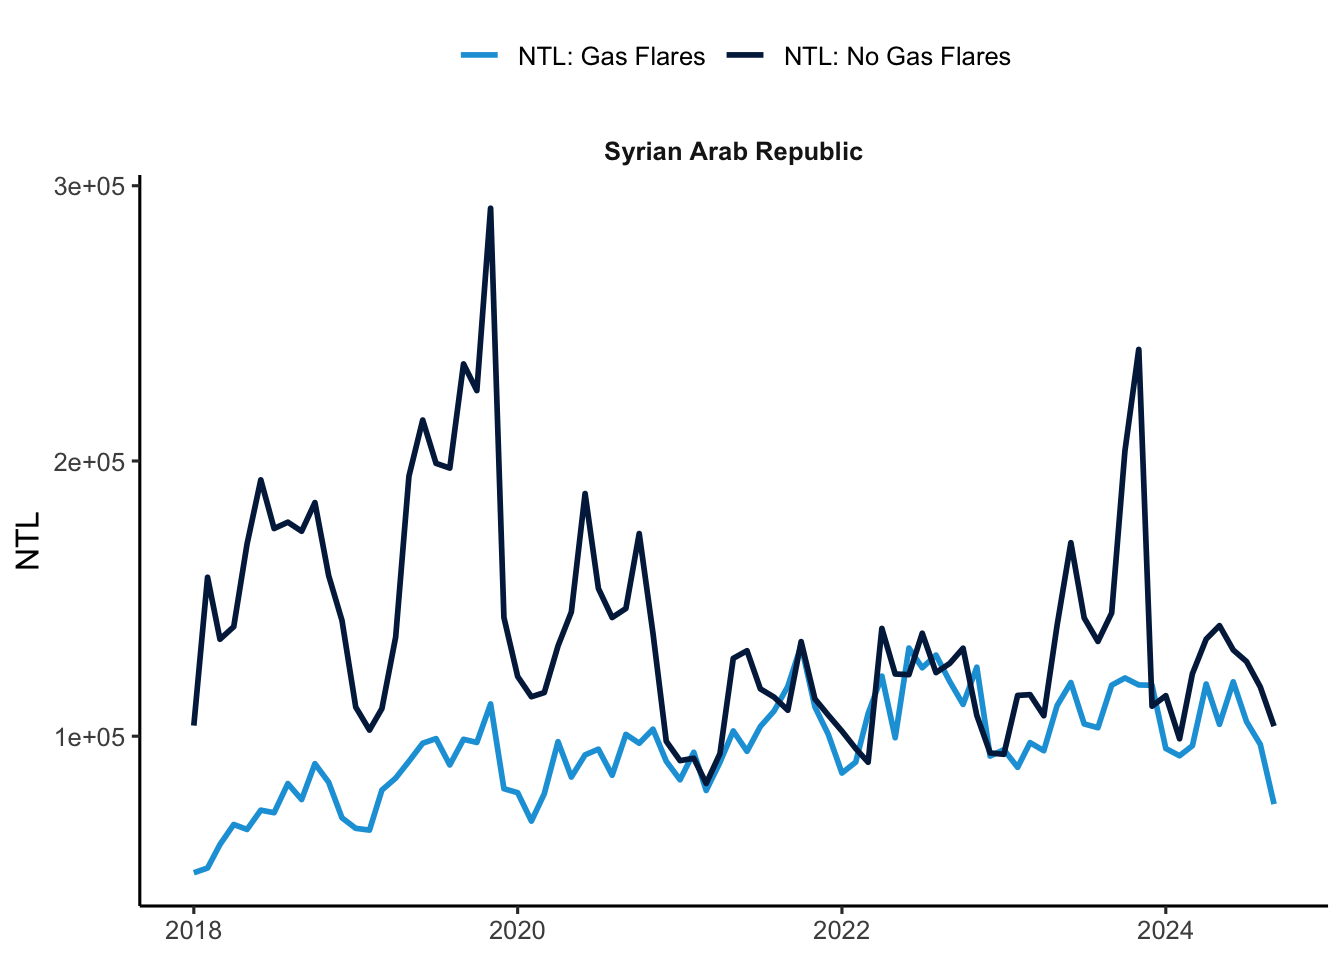 NTL: Gas Flares NTL: No Gas Flares
Syrian Arab Republic
3e+05
2e+05
1e+05
NTL
2018 2020 2022 2024